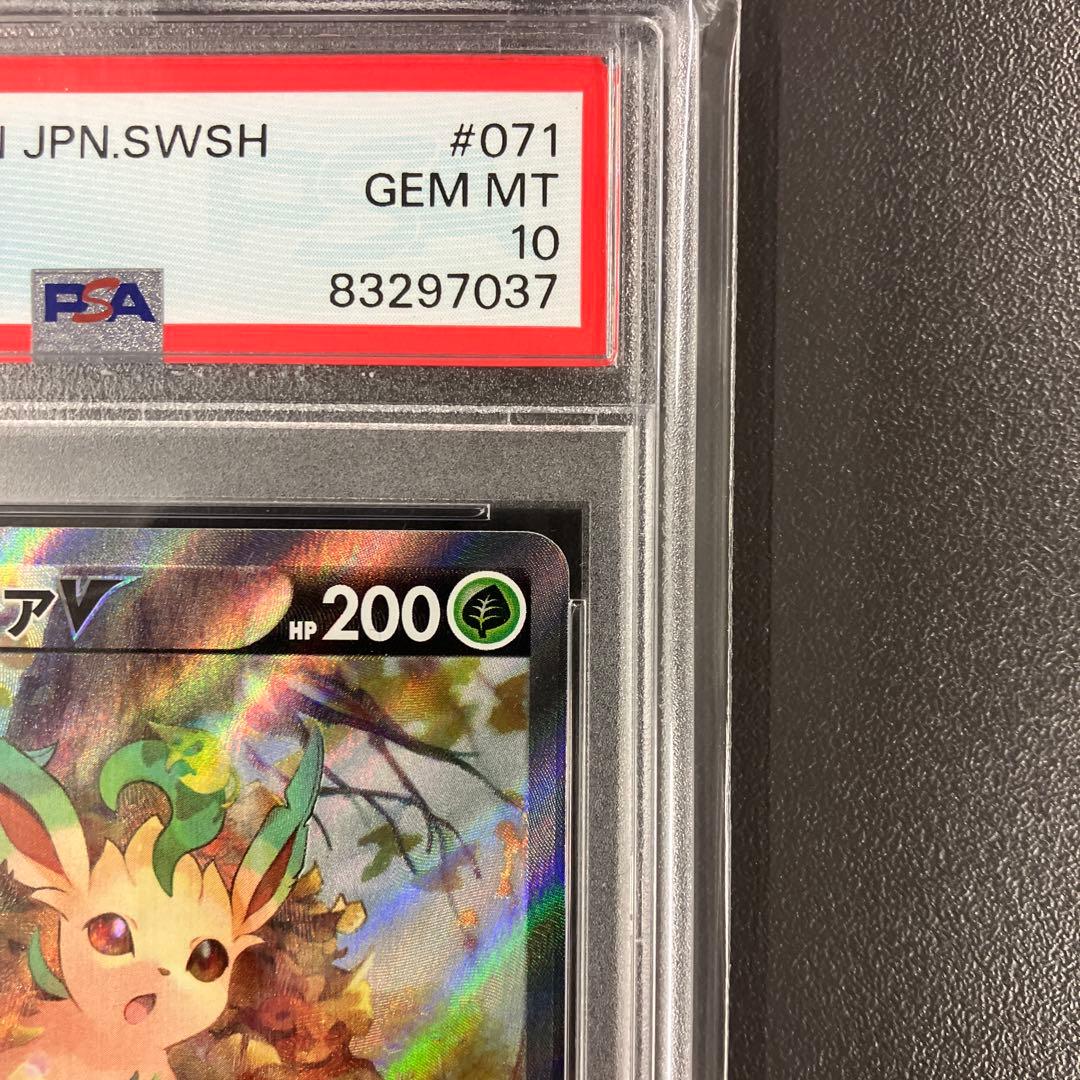 JPN.SWSH #071
GEM MT
10
PSA 83297037
アV HP 200